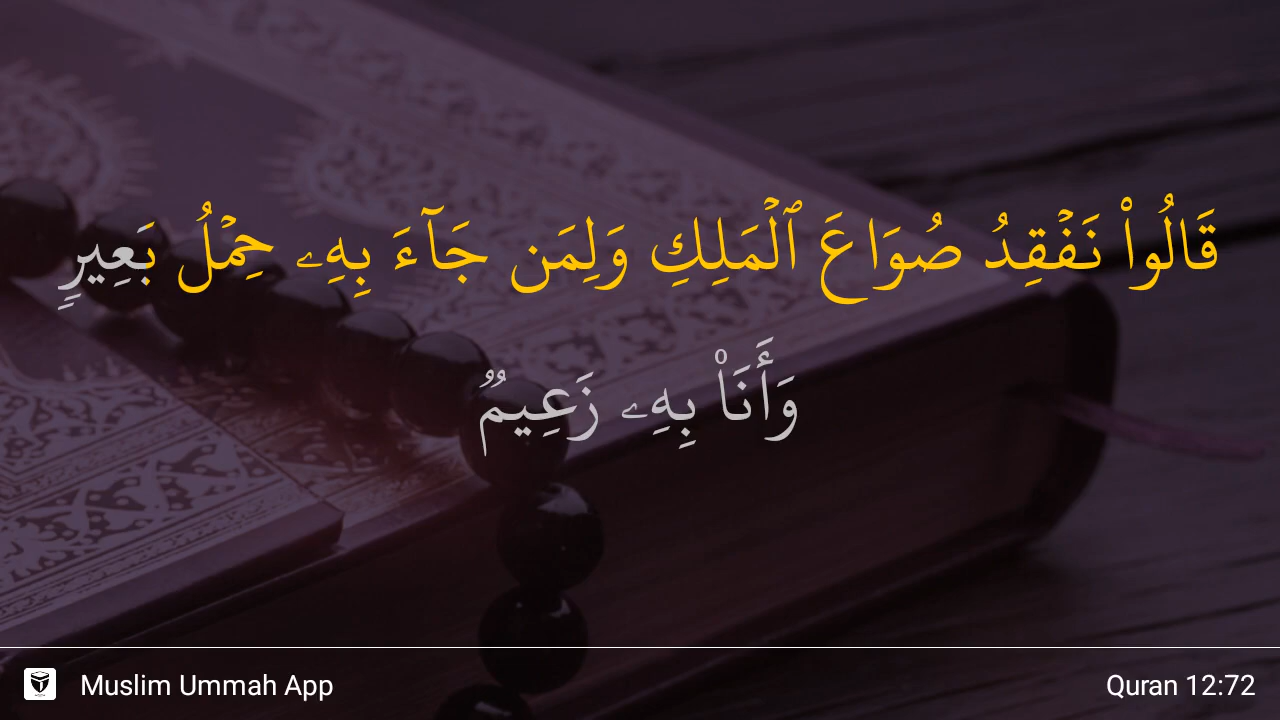 قَالُوا۟ نَفۡقِدُ صُوَاعَ ٱلۡمَلِكِ وَلِمَن جَآءَ بِهِۦ حِمۡلُ بَعِيرࣲ
وَأَنَا۠ بِهِۦ زَعِيمࣱ
Muslim Ummah App
Quran 12:72